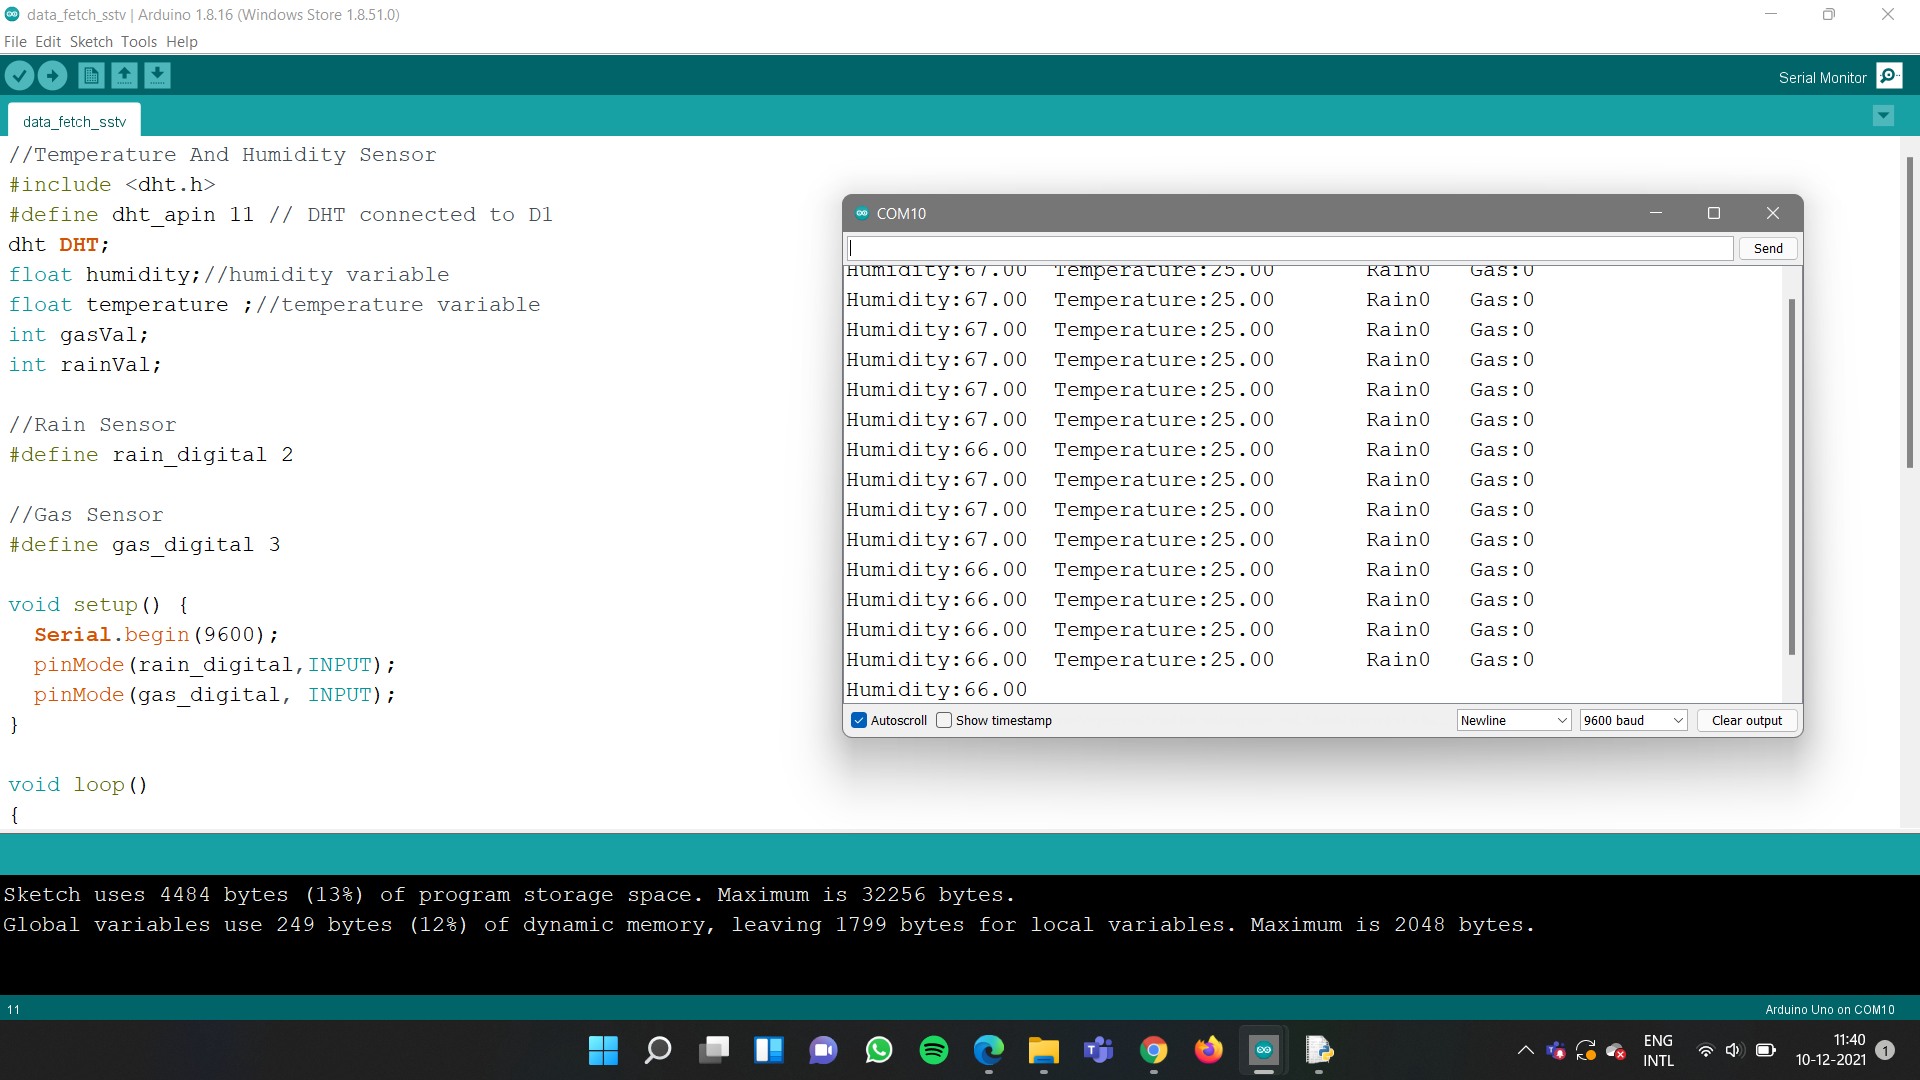 data_fetch_sstv | Arduino 1.8.16 (Windows Store 1.8.51.0)
File Edit Sketch Tools Help
Serial Monitor
data_fetch_sstv
//Temperature And Humidity Sensor
#include <dht.h>
#define dht_apin 11 // DHT connected to D1
dht DHT;
float humidity;//humidity variable
float temperature ;//temperature variable
int gasVal;
int rainVal;
//Rain Sensor
#define rain_digital 2
//Gas Sensor
#define gas_digital 3
void setup() {
Serial.begin(9600);
pinMode(rain_digital,INPUT);
pinMode(gas_digital, INPUT);
}
void loop()
{
COM10
Send
Humidity:67.00 Temperature:25.00 Rain0 Gas:0
Humidity:67.00 Temperature:25.00 Rain0 Gas:0
Humidity:67.00 Temperature:25.00 Rain0 Gas:0
Humidity:67.00 Temperature:25.00 Rain0 Gas:0
Humidity:67.00 Temperature:25.00 Rain0 Gas:0
Humidity:67.00 Temperature:25.00 Rain0 Gas:0
Humidity:66.00 Temperature:25.00 Rain0 Gas:0
Humidity:67.00 Temperature:25.00 Rain0 Gas:0
Humidity:67.00 Temperature:25.00 Rain0 Gas:0
Humidity:67.00 Temperature:25.00 Rain0 Gas:0
Humidity:66.00 Temperature:25.00 Rain0 Gas:0
Humidity:66.00 Temperature:25.00 Rain0 Gas:0
Humidity:66.00 Temperature:25.00 Rain0 Gas:0
Humidity:66.00 Temperature:25.00 Rain0 Gas:0
Humidity:66.00
Autoscroll Show timestamp Newline 9600 baud Clear output
Sketch uses 4484 bytes (13%) of program storage space. Maximum is 32256 bytes.
Global variables use 249 bytes (12%) of dynamic memory, leaving 1799 bytes for local variables. Maximum is 2048 bytes.
11 Arduino Uno on COM10
ENG
INTL
11:40
10-12-2021
1